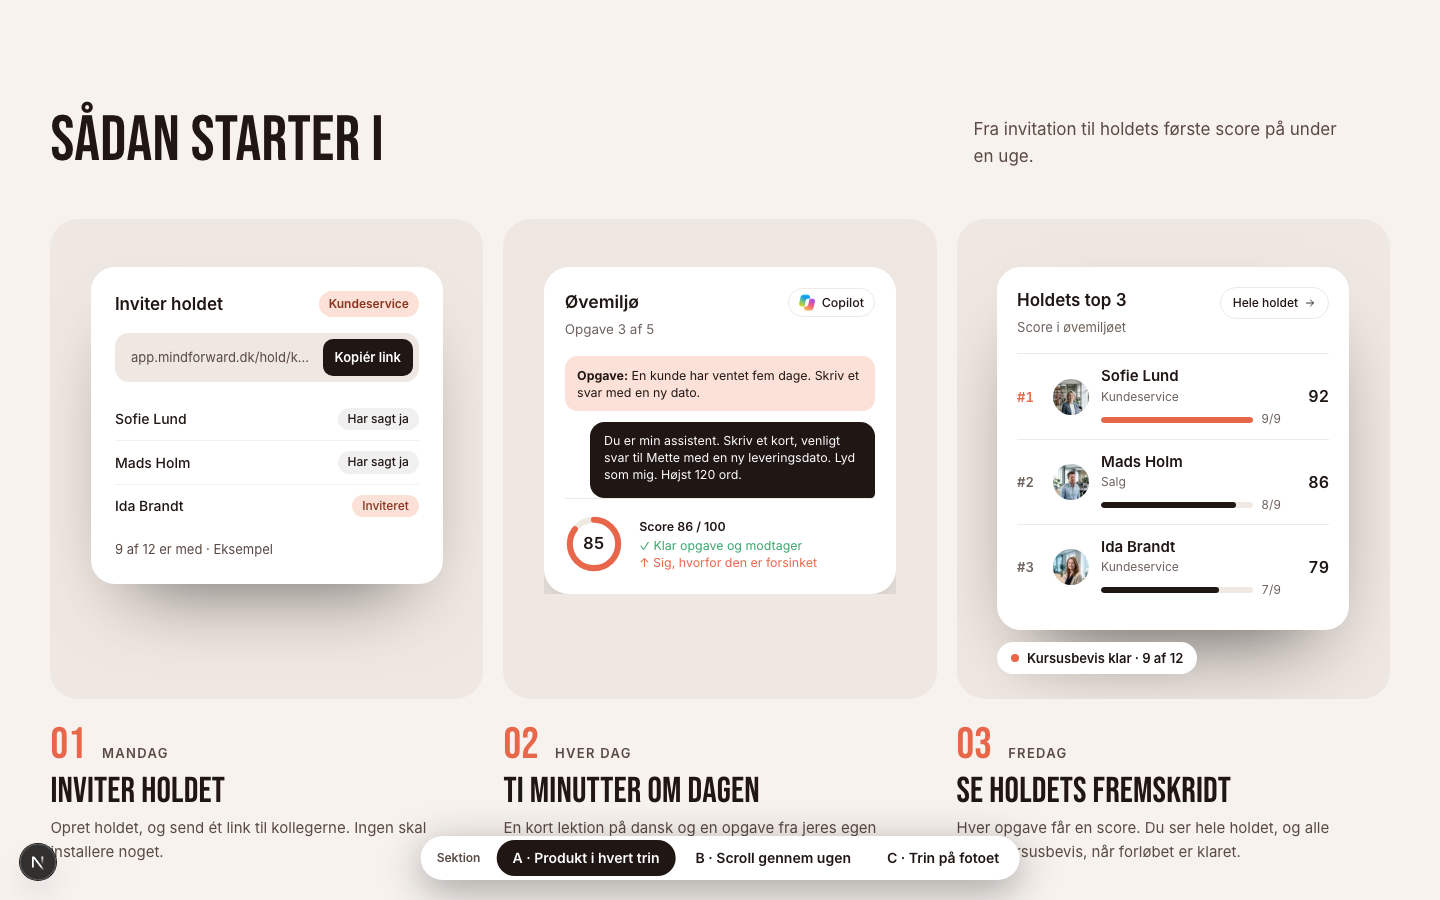 SÅDAN STARTER I
Fra invitation til holdets første score på under
en uge.
Inviter holdet
Kundeservice
app.mindforward.dk/hold/k...
Kopiér link
Sofie Lund
Har sagt ja
Mads Holm
Har sagt ja
Ida Brandt
Inviteret
9 af 12 er med · Eksempel
Øvemiljø
Copilot
Opgave 3 af 5
Opgave: En kunde har ventet fem dage. Skriv et
svar med en ny dato.
Du er min assistent. Skriv et kort, venligt
svar til Mette med en ny leveringsdato. Lyd
som mig. Højst 120 ord.
85
Score 86 / 100
✓ Klar opgave og modtager
↑ Sig, hvorfor den er forsinket
Holdets top 3
Hele holdet →
Score i øvemiljøet
#1
Sofie Lund
Kundeservice
92
9/9
#2
Mads Holm
Salg
86
8/9
#3
Ida Brandt
Kundeservice
79
7/9
Kursusbevis klar · 9 af 12
01 MANDAG
INVITER HOLDET
Opret holdet, og send ét link til kollegerne. Ingen skal
installere noget.
02 HVER DAG
TI MINUTTER OM DAGEN
En kort lektion på dansk og en opgave fra jeres egen
03 FREDAG
SE HOLDETS FREMSKRIDT
Hver opgave får en score. Du ser hele holdet, og alle
rsusbevis, når forløbet er klaret.
N
Sektion
A · Produkt i hvert trin
B · Scroll gennem ugen
C · Trin på fotoet